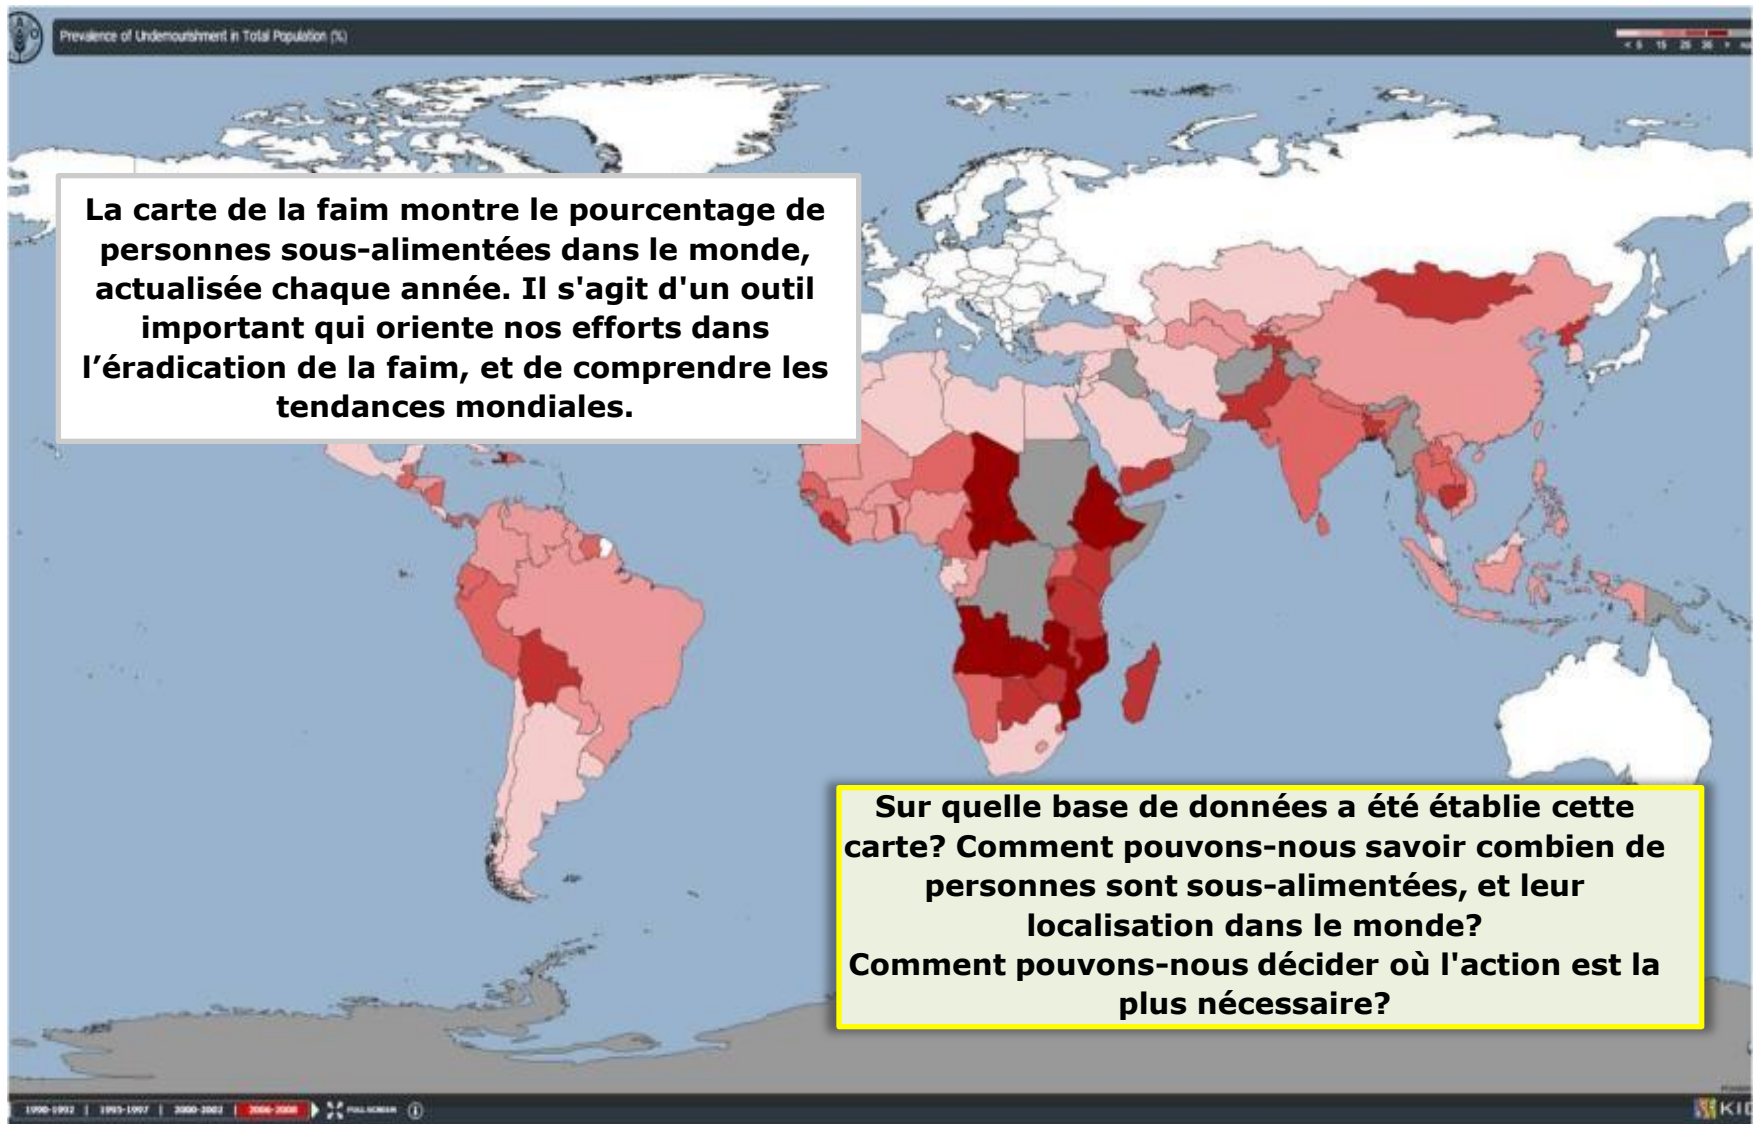 Prevalence of Undernourishment in Total Population (%)
< 5 15 25 35 +
La carte de la faim montre le pourcentage de
personnes sous-alimentées dans le monde,
actualisée chaque année. Il s'agit d'un outil
important qui oriente nos efforts dans
l’éradication de la faim, et de comprendre les
tendances mondiales.
Sur quelle base de données a été établie cette
carte? Comment pouvons-nous savoir combien de
personnes sont sous-alimentées, et leur
localisation dans le monde?
Comment pouvons-nous décider où l'action est la
plus nécessaire?
1990-1992 | 1995-1997 | 2000-2002 | 2006-2008 FULL SCREEN